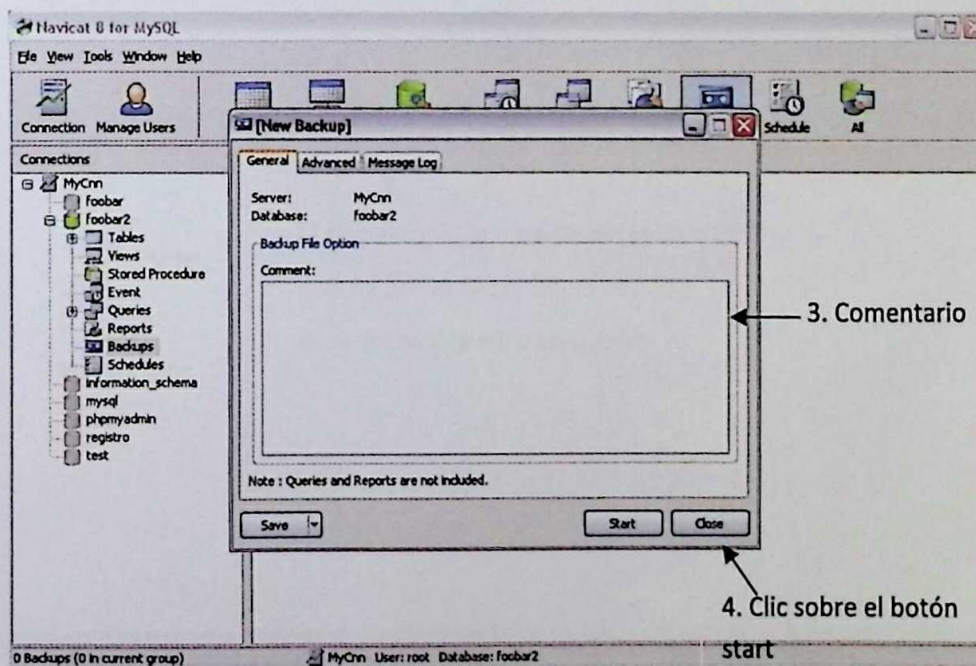 Navicat 8 for MySQL
File View Tools Window Help
Connection Manage Users Schedule All
[New Backup]
Connections
General Advanced Message Log
MyCnn
foobar
foobar2
Tables
Views
Stored Procedure
Event
Queries
Reports
Backups
Schedules
information_schema
mysql
phpmyadmin
registro
test
Server: MyCnn
Database: foobar2
Backup File Option
Comment:
3. Comentario
Note : Queries and Reports are not included.
Save Start Close
4. Clic sobre el botón
start
0 Backups (0 in current group) MyCnn User: root Database: foobar2